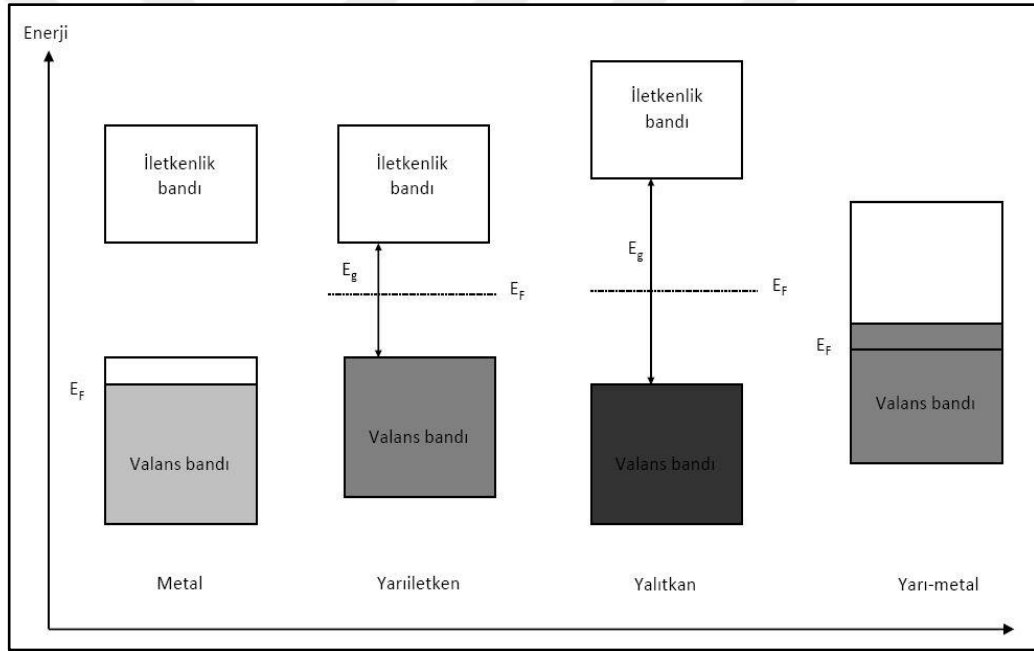 Enerji
İletkenlik
bandı
İletkenlik
bandı
İletkenlik
bandı
E_g
E_g
E_F
E_F
E_F
E_F
Valans bandı
Valans bandı
Valans bandı
Valans bandı
Metal
Yarıiletken
Yalıtkan
Yarı-metal